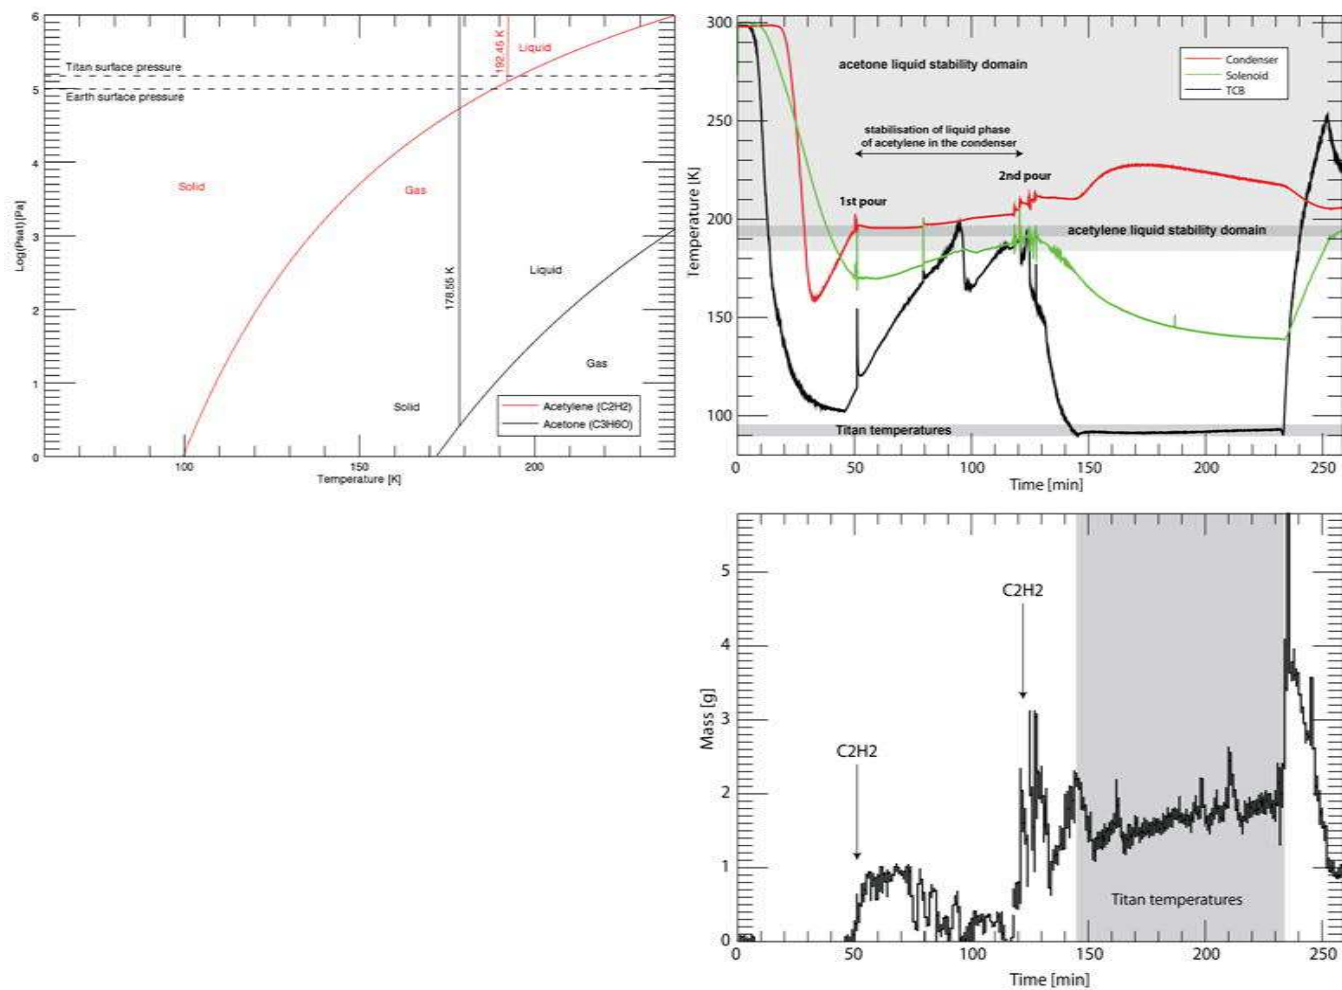 6
5
4
3
2
1
0
Log(Psat)[Pa]
Titan surface pressure
Earth surface pressure
192.45 K
Liquid
Solid
Gas
178.55 K
Liquid
Gas
Solid
Acetylene (C2H2)
Acetone (C3H6O)
100
150
200
Temperature [K]
300
250
200
150
100
Temperature [K]
acetone liquid stability domain
Condenser
Solenoid
TCB
stabilisation of liquid phase
of acetylene in the condenser
1st pour
2nd pour
acetylene liquid stability domain
Titan temperatures
0
50
100
150
200
250
Time [min]
5
4
3
2
1
0
Mass [g]
C2H2
C2H2
Titan temperatures
0
50
100
150
200
250
Time [min]